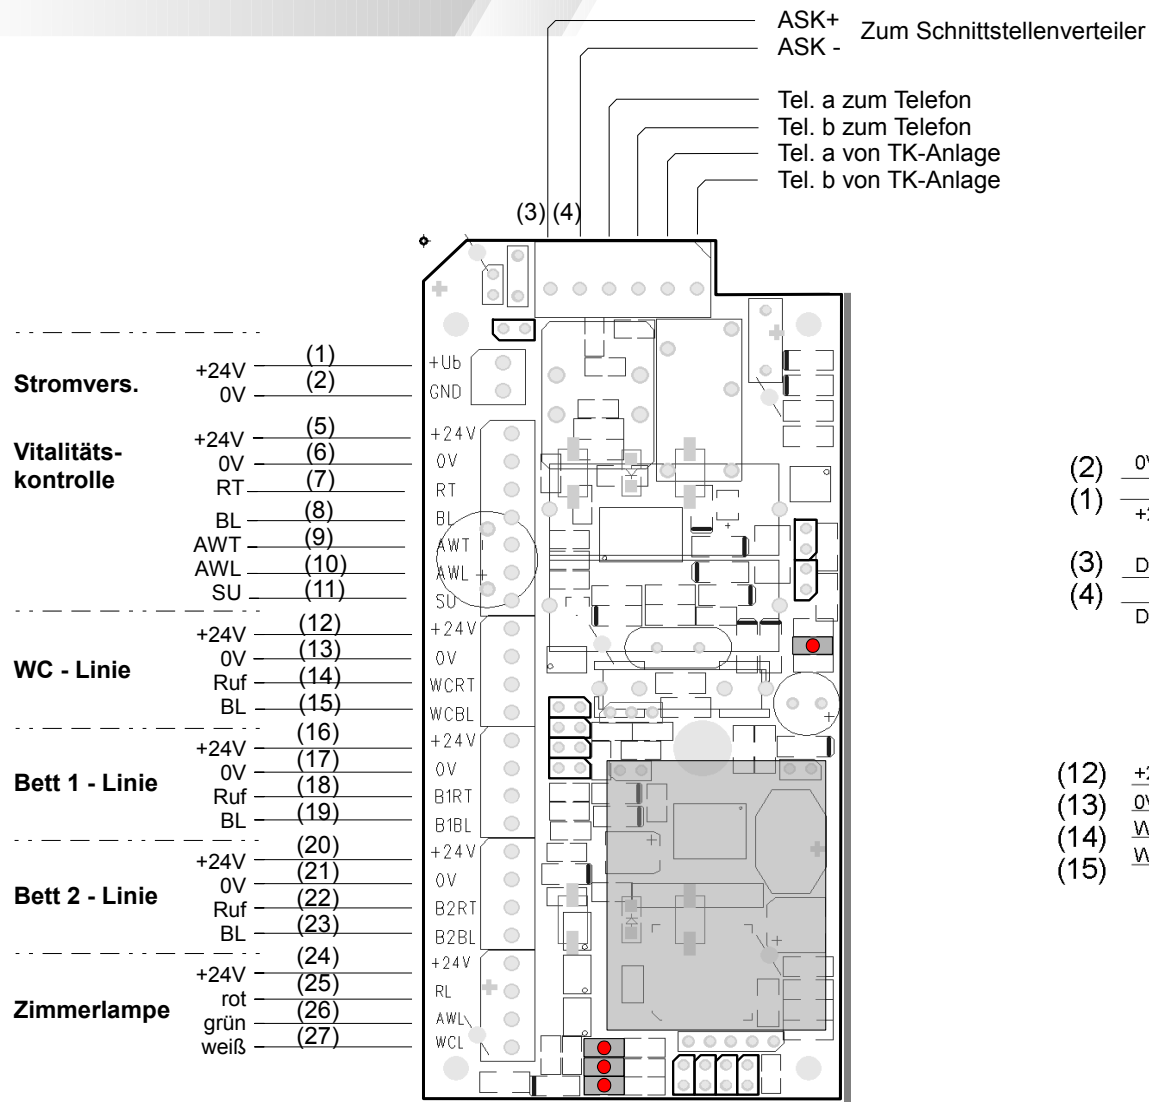 ASK+
ASK -
Zum Schnittstellenverteiler
Tel. a zum Telefon
Tel. b zum Telefon
Tel. a von TK-Anlage
Tel. b von TK-Anlage
(3) (4)
Stromvers.
+24V (1) +Ub
0V (2) GND
Vitalitäts-
kontrolle
+24V (5) +24V
0V (6) 0V
RT (7) RT
BL (8) BL
AWT (9) AWT
AWL (10) AWL
SU (11) SU
WC - Linie
+24V (12) +24V
0V (13) 0V
Ruf (14) WCRT
BL (15) WCBL
Bett 1 - Linie
+24V (16) +24V
0V (17) 0V
Ruf (18) B1RT
BL (19) B1BL
Bett 2 - Linie
+24V (20) +24V
0V (21) 0V
Ruf (22) B2RT
BL (23) B2BL
Zimmerlampe
+24V (24) +24V
rot (25) RL
grün (26) AWL
weiß (27) WCL
(2) 0V
(1) +2
(3) D
(4) D
(12) +2
(13) 0V
(14) W
(15) W